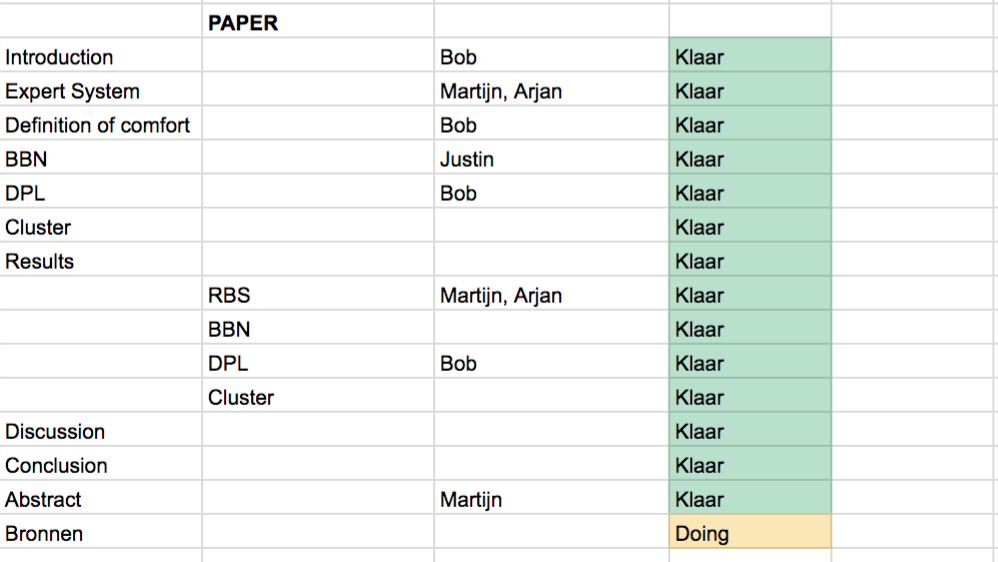 PAPER
Introduction Bob Klaar
Expert System Martijn, Arjan Klaar
Definition of comfort Bob Klaar
BBN Justin Klaar
DPL Bob Klaar
Cluster Klaar
Results Klaar
RBS Martijn, Arjan Klaar
BBN Klaar
DPL Bob Klaar
Cluster Klaar
Discussion Klaar
Conclusion Klaar
Abstract Martijn Klaar
Bronnen Doing